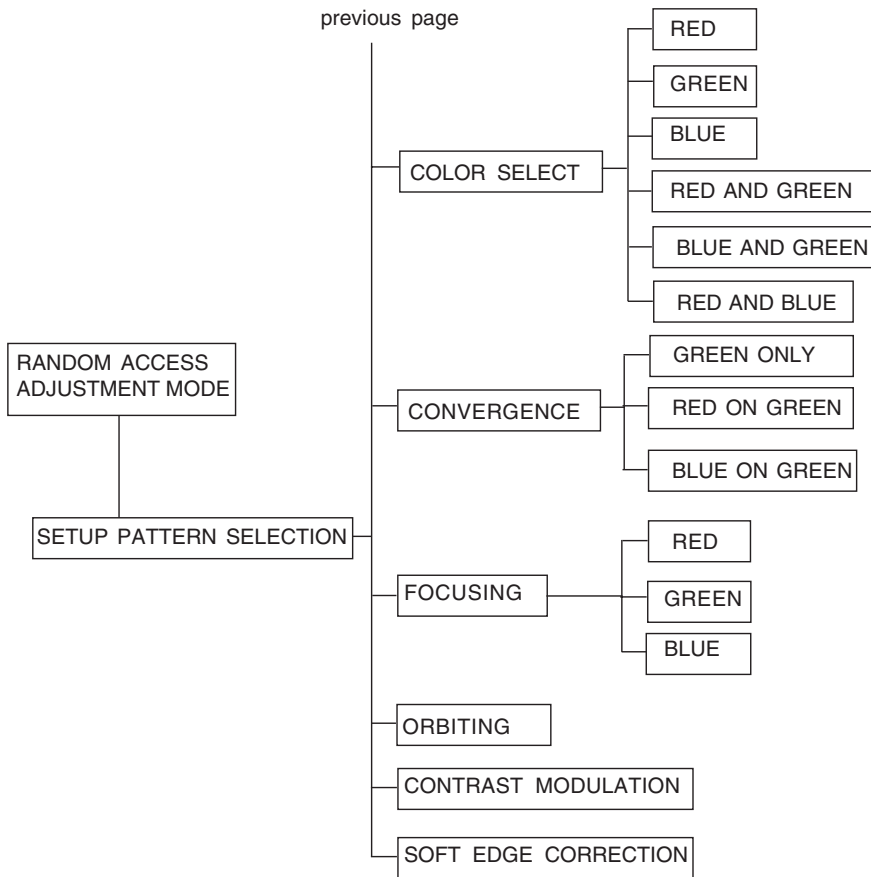 previous page
RED
GREEN
BLUE
COLOR SELECT
RED AND GREEN
BLUE AND GREEN
RED AND BLUE
RANDOM ACCESS
ADJUSTMENT MODE
GREEN ONLY
CONVERGENCE
RED ON GREEN
BLUE ON GREEN
SETUP PATTERN SELECTION
RED
FOCUSING
GREEN
BLUE
ORBITING
CONTRAST MODULATION
SOFT EDGE CORRECTION